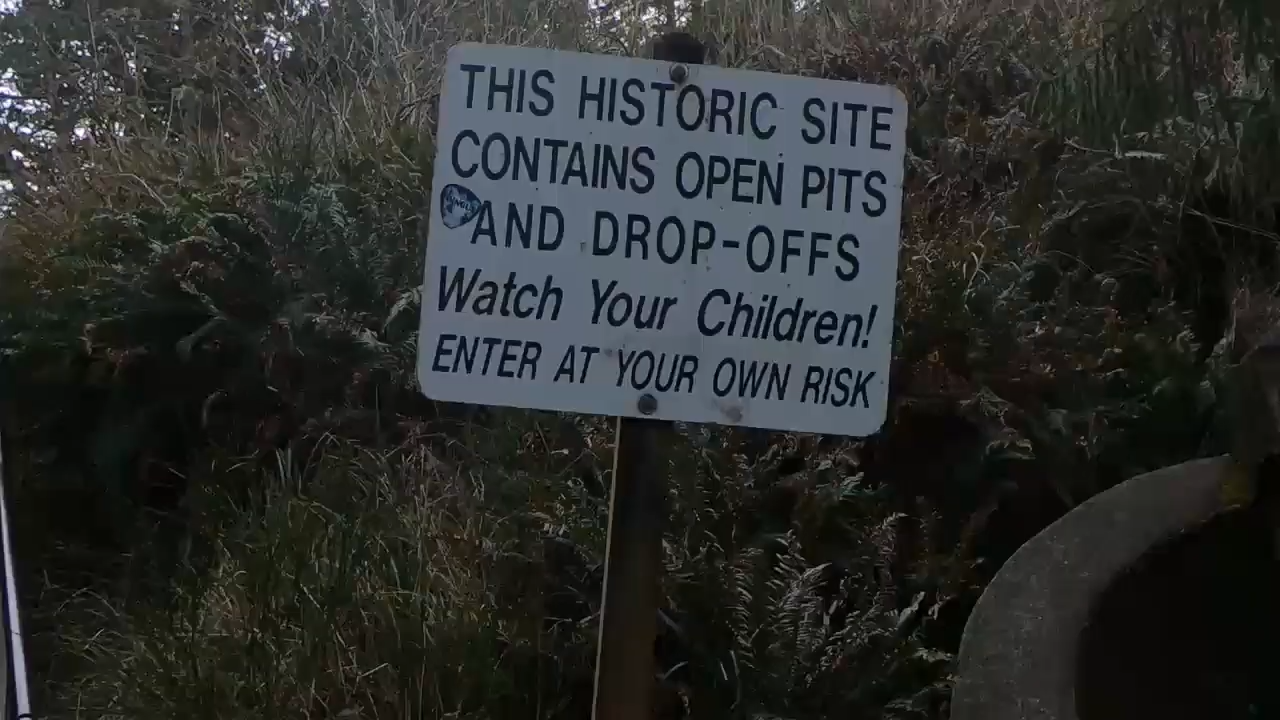 THIS HISTORIC SITE
CONTAINS OPEN PITS
AND DROP-OFFS
Watch Your Children!
ENTER AT YOUR OWN RISK